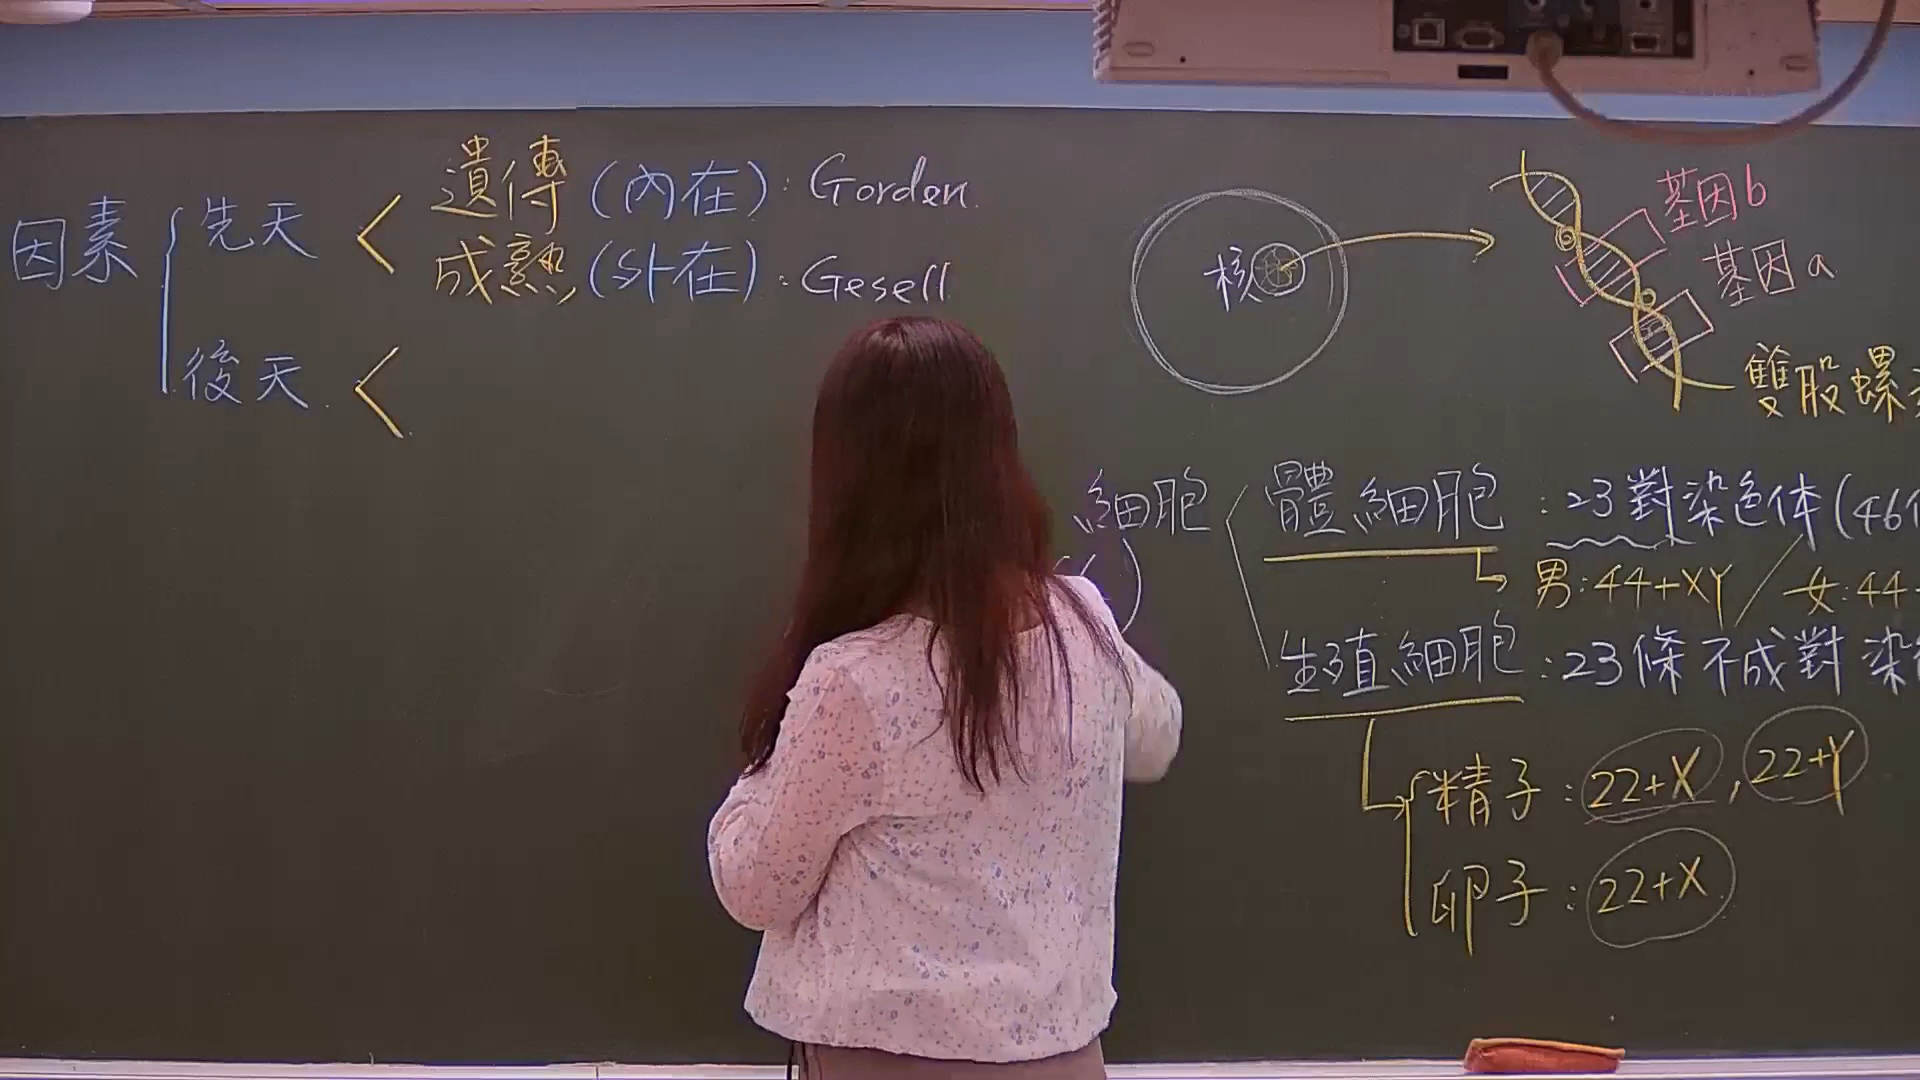 因素
先天
遺傳(內在):Gorden.
成熟(外在):Gesell
後天
核
基因b
基因a
雙股螺
細胞
體細胞:23對染色体(46
男:44+XY/女:44
生殖細胞:23條不成對染
精子:22+X,22+Y
卵子:22+X